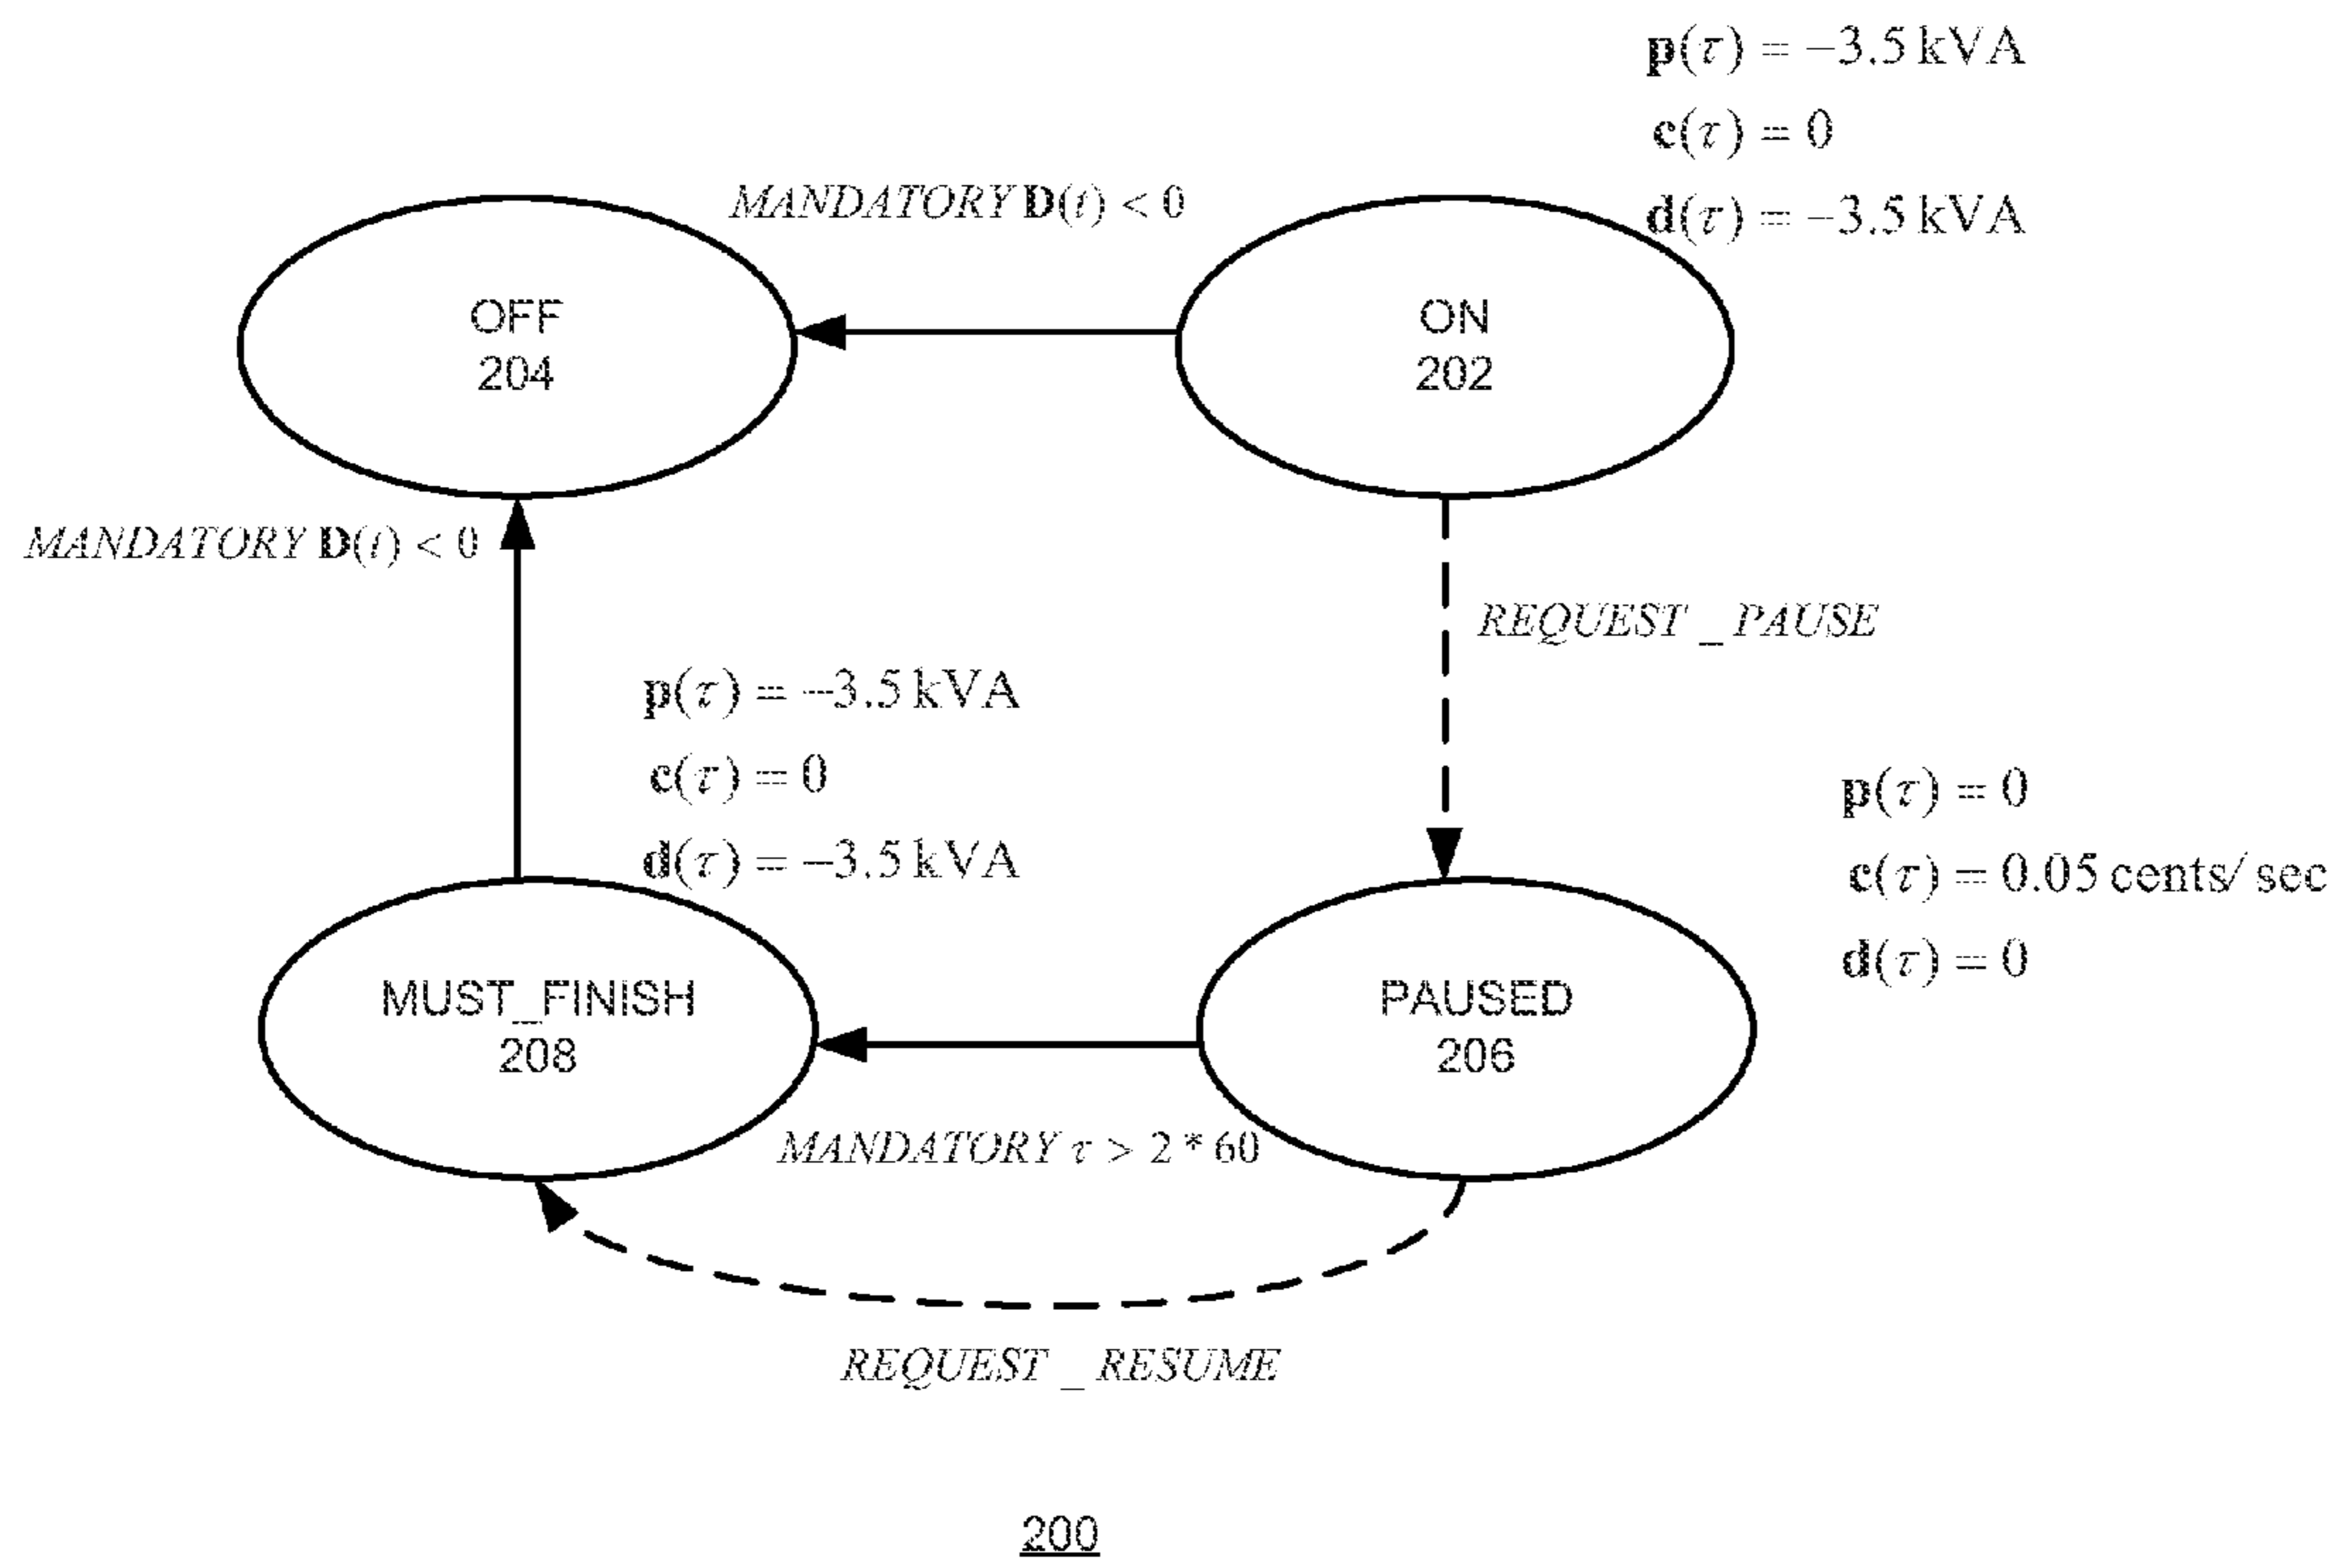 p(τ) = −3.5 kVA
c(τ) = 0
d(τ) = −3.5 kVA
MANDATORY D(t) < 0
OFF
204
ON
202
MANDATORY D(t) < 0
REQUEST _ PAUSE
p(τ) = −3.5 kVA
c(τ) = 0
d(τ) = −3.5 kVA
p(τ) = 0
c(τ) = 0.05 cents/ sec
d(τ) = 0
MUST_FINISH
208
PAUSED
206
MANDATORY τ > 2 * 60
REQUEST _ RESUME
200